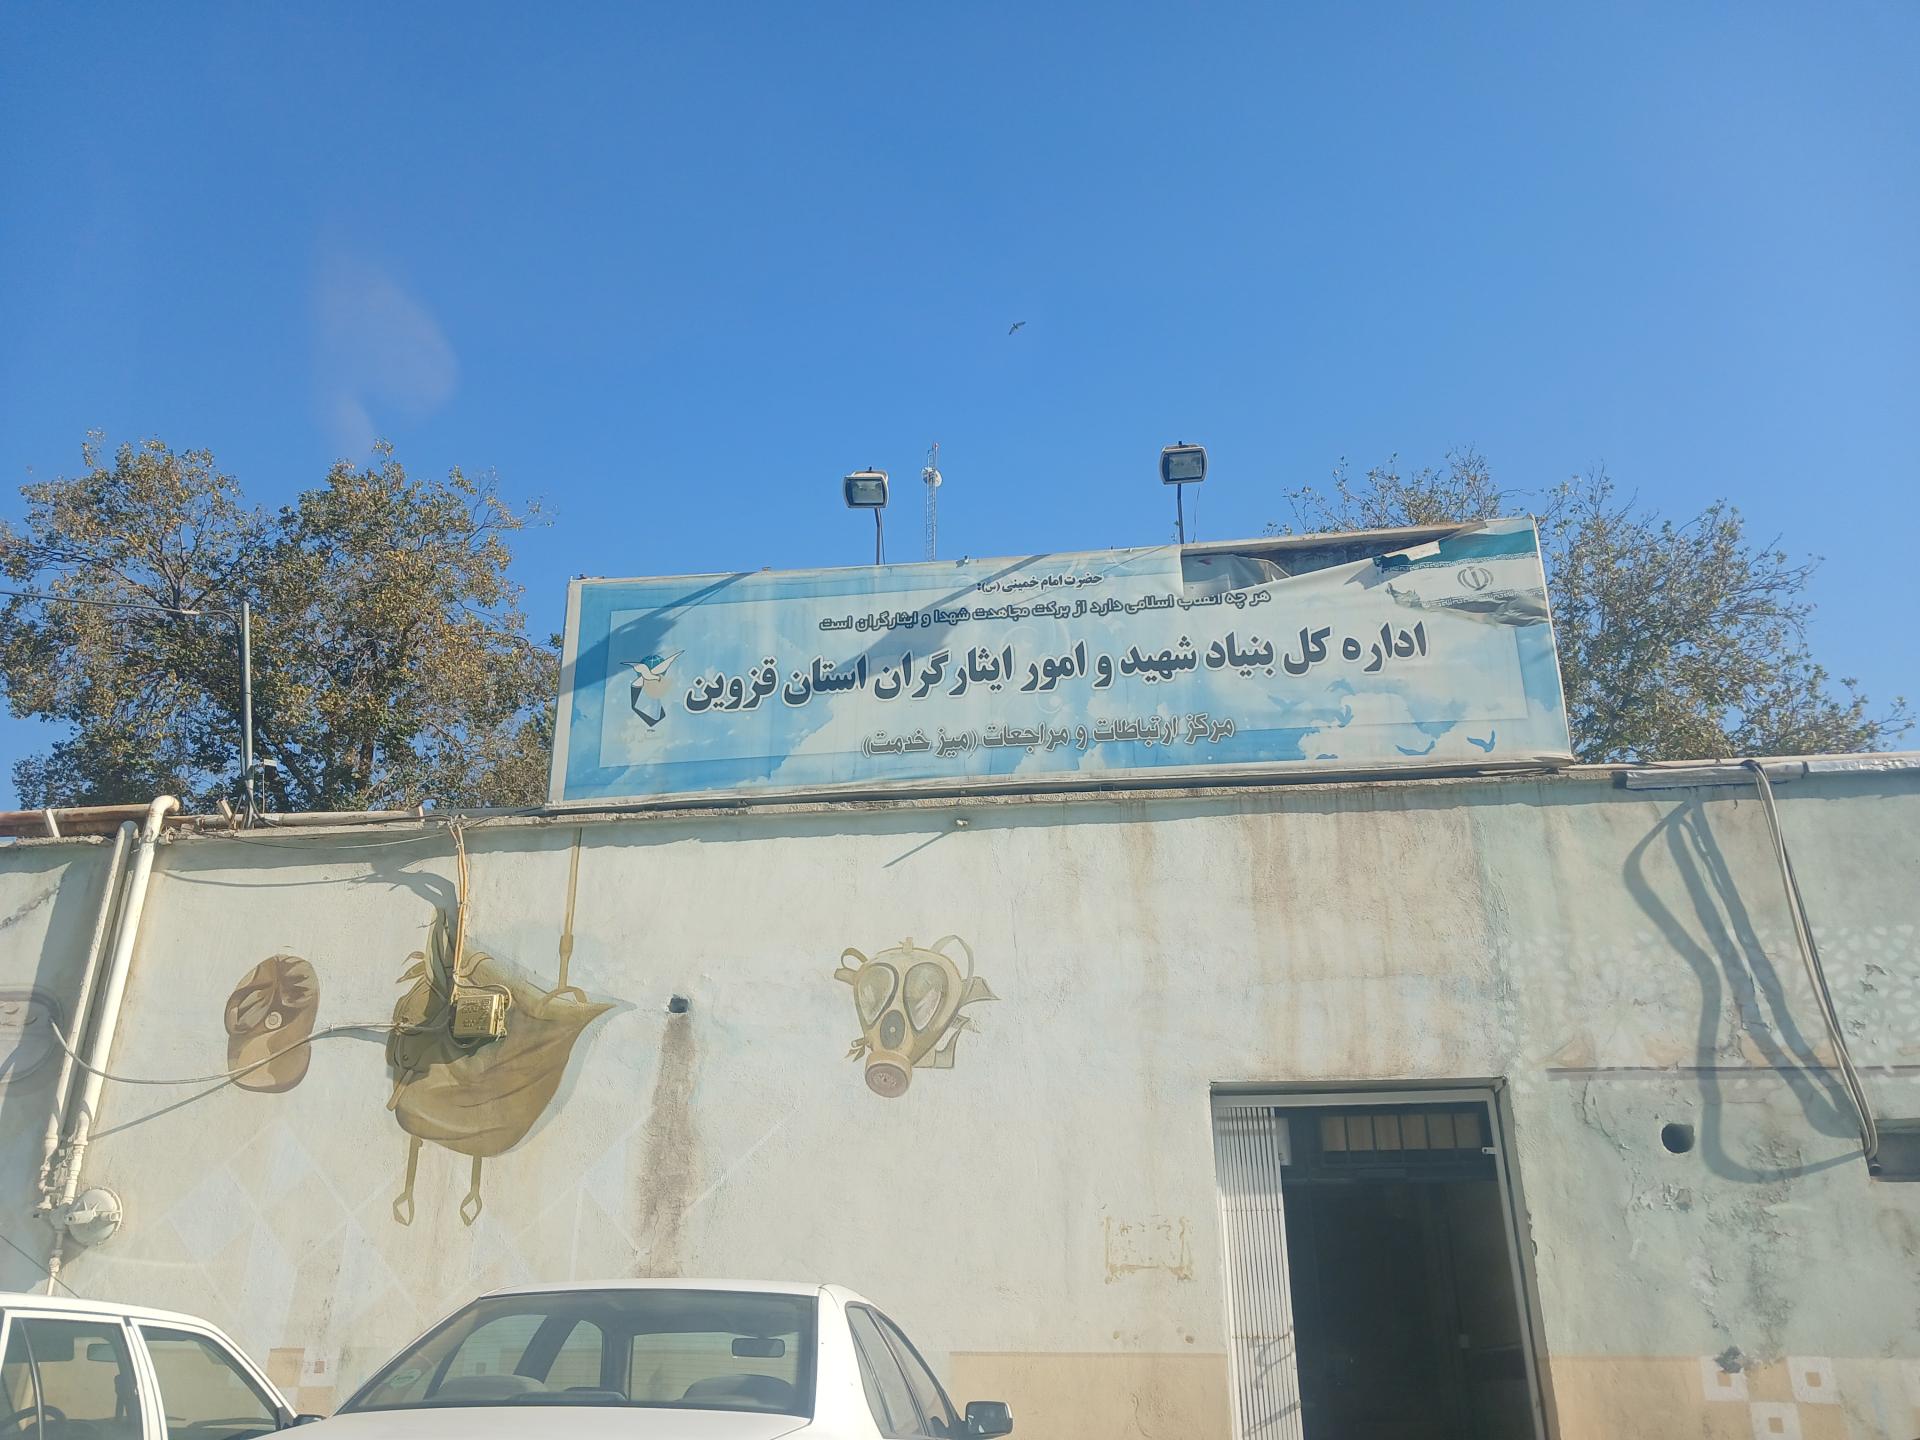 حضرت امام خمینی (س):
هر چه انقلاب اسلامی دارد از برکت مجاهدت شهدا و ایثارگران است
اداره کل بنیاد شهید و امور ایثارگران استان قزوین
مرکز ارتباطات و مراجعات (میز خدمت)